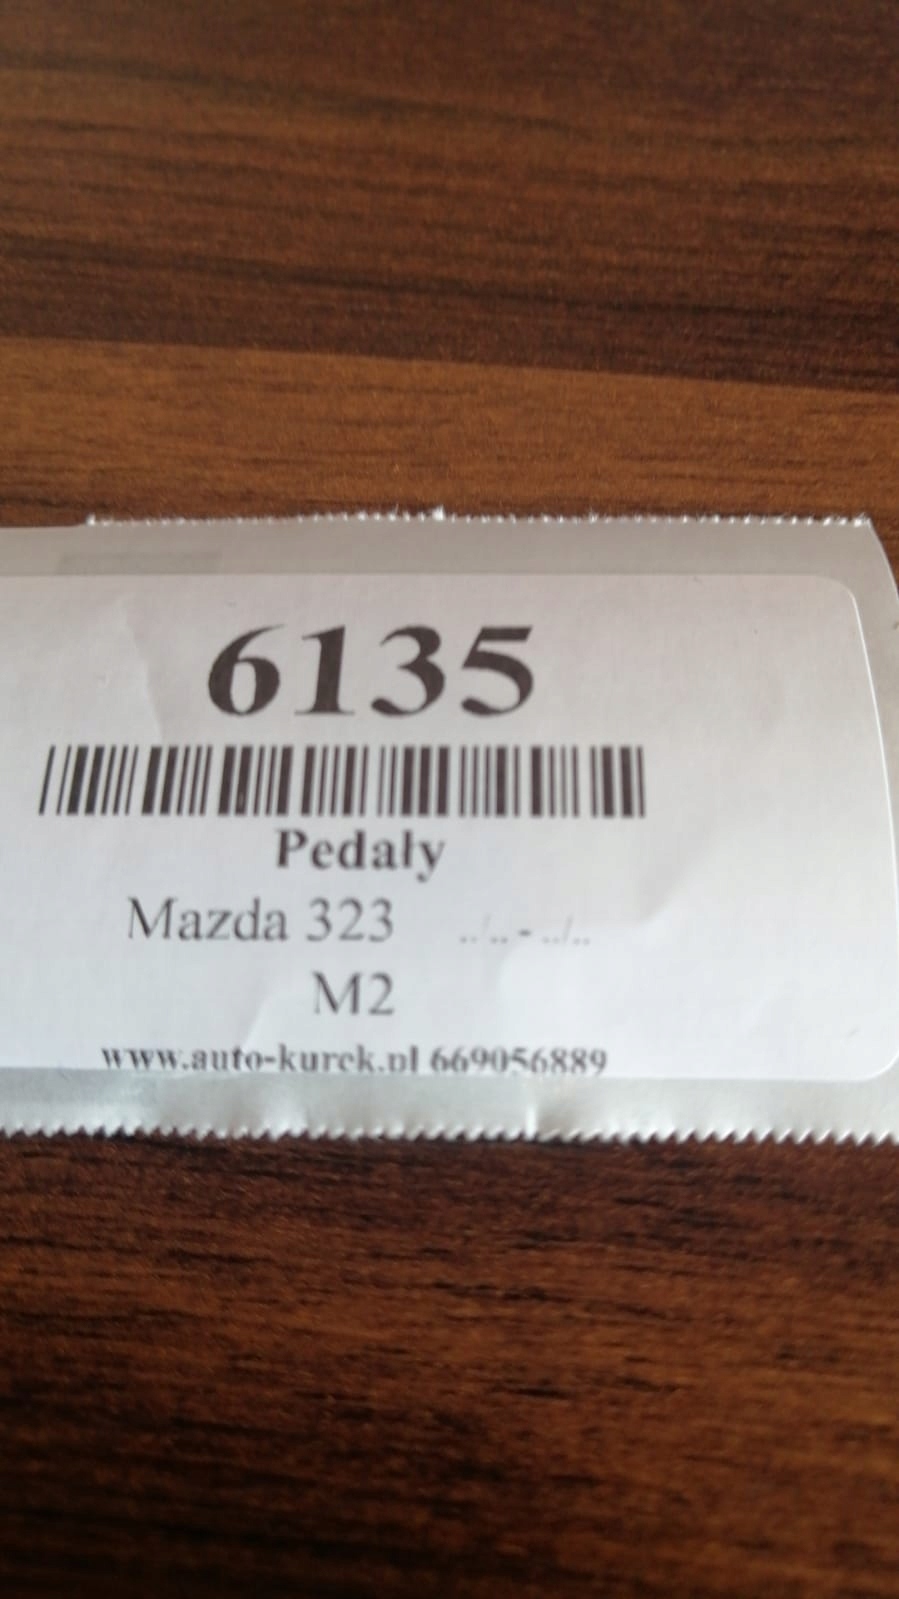 6135
Pedały
Mazda 323 ../.. - ../..
M2
www.auto-kurek.pl 669056889